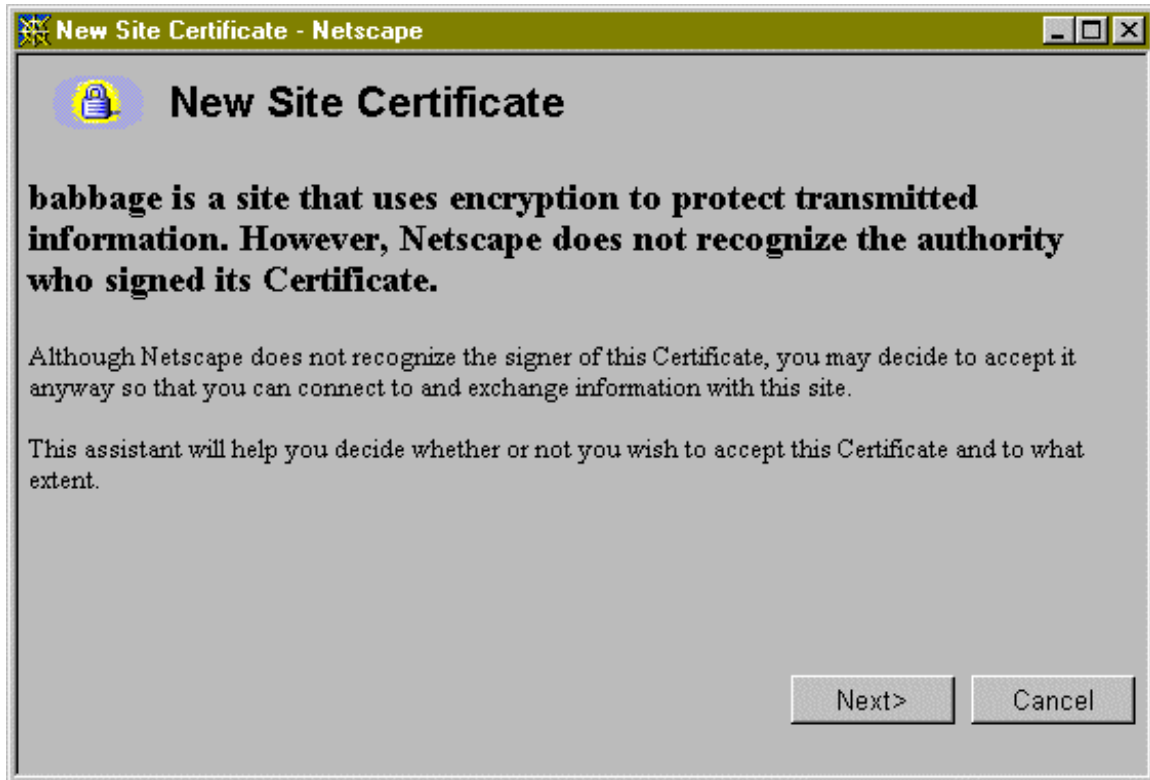 New Site Certificate - Netscape
New Site Certificate
babbage is a site that uses encryption to protect transmitted
information. However, Netscape does not recognize the authority
who signed its Certificate.
Although Netscape does not recognize the signer of this Certificate, you may decide to accept it
anyway so that you can connect to and exchange information with this site.
This assistant will help you decide whether or not you wish to accept this Certificate and to what
extent.
Next> Cancel